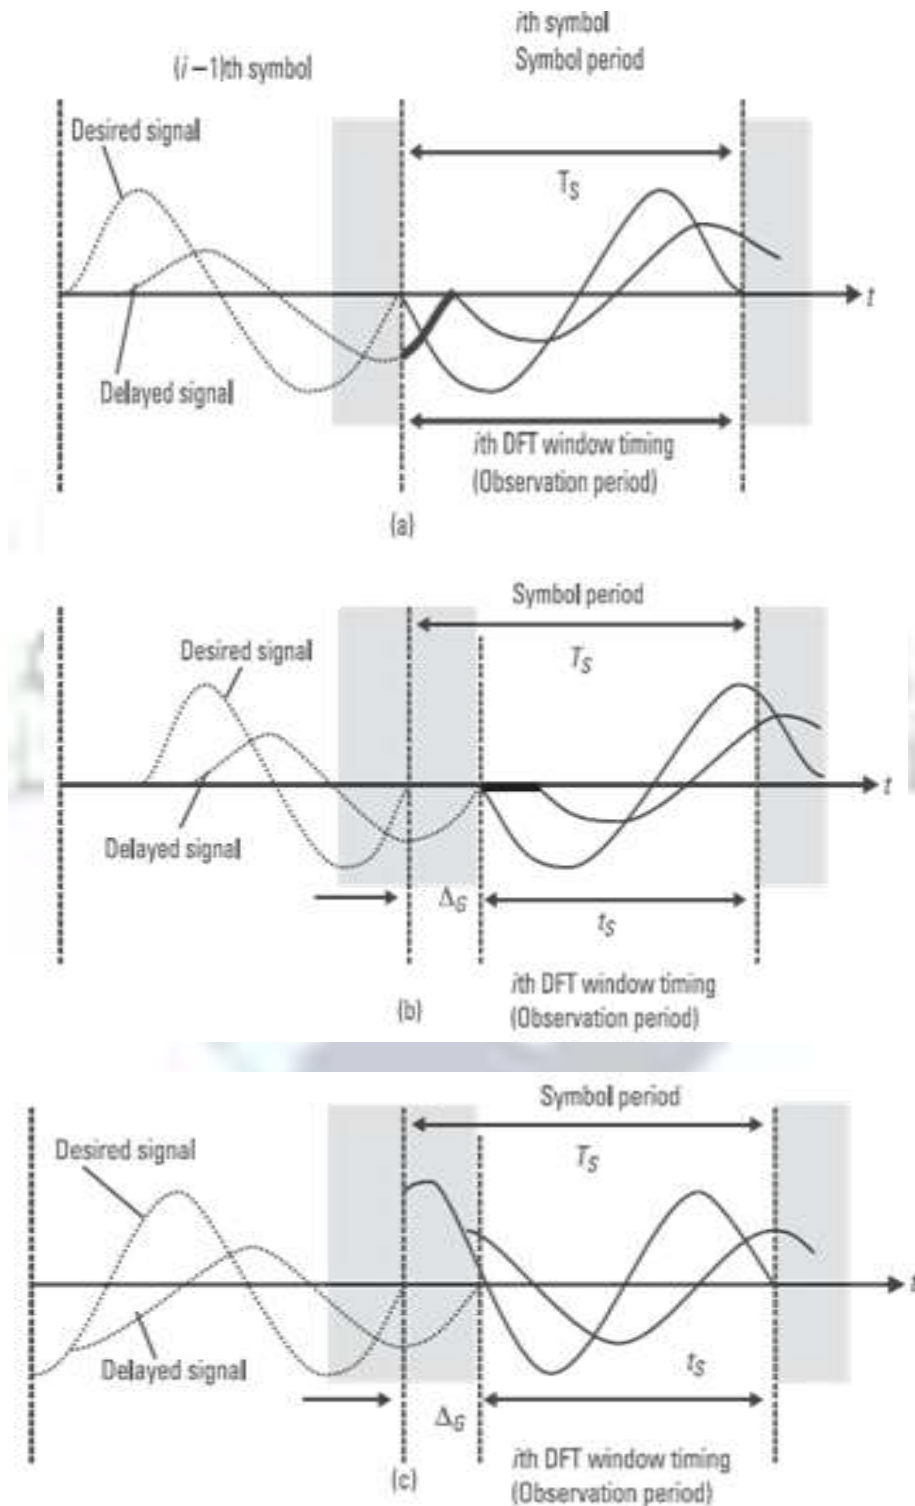 ith symbol
(i – 1)th symbol
Symbol period
Desired signal
T_S
t
Delayed signal
ith DFT window timing
(Observation period)
(a)
Symbol period
Desired signal
T_S
t
Delayed signal
Δ_G
t_S
ith DFT window timing
(b)
(Observation period)
Symbol period
Desired signal
T_S
t
Delayed signal
t_S
Δ_G
ith DFT window timing
(c)
(Observation period)